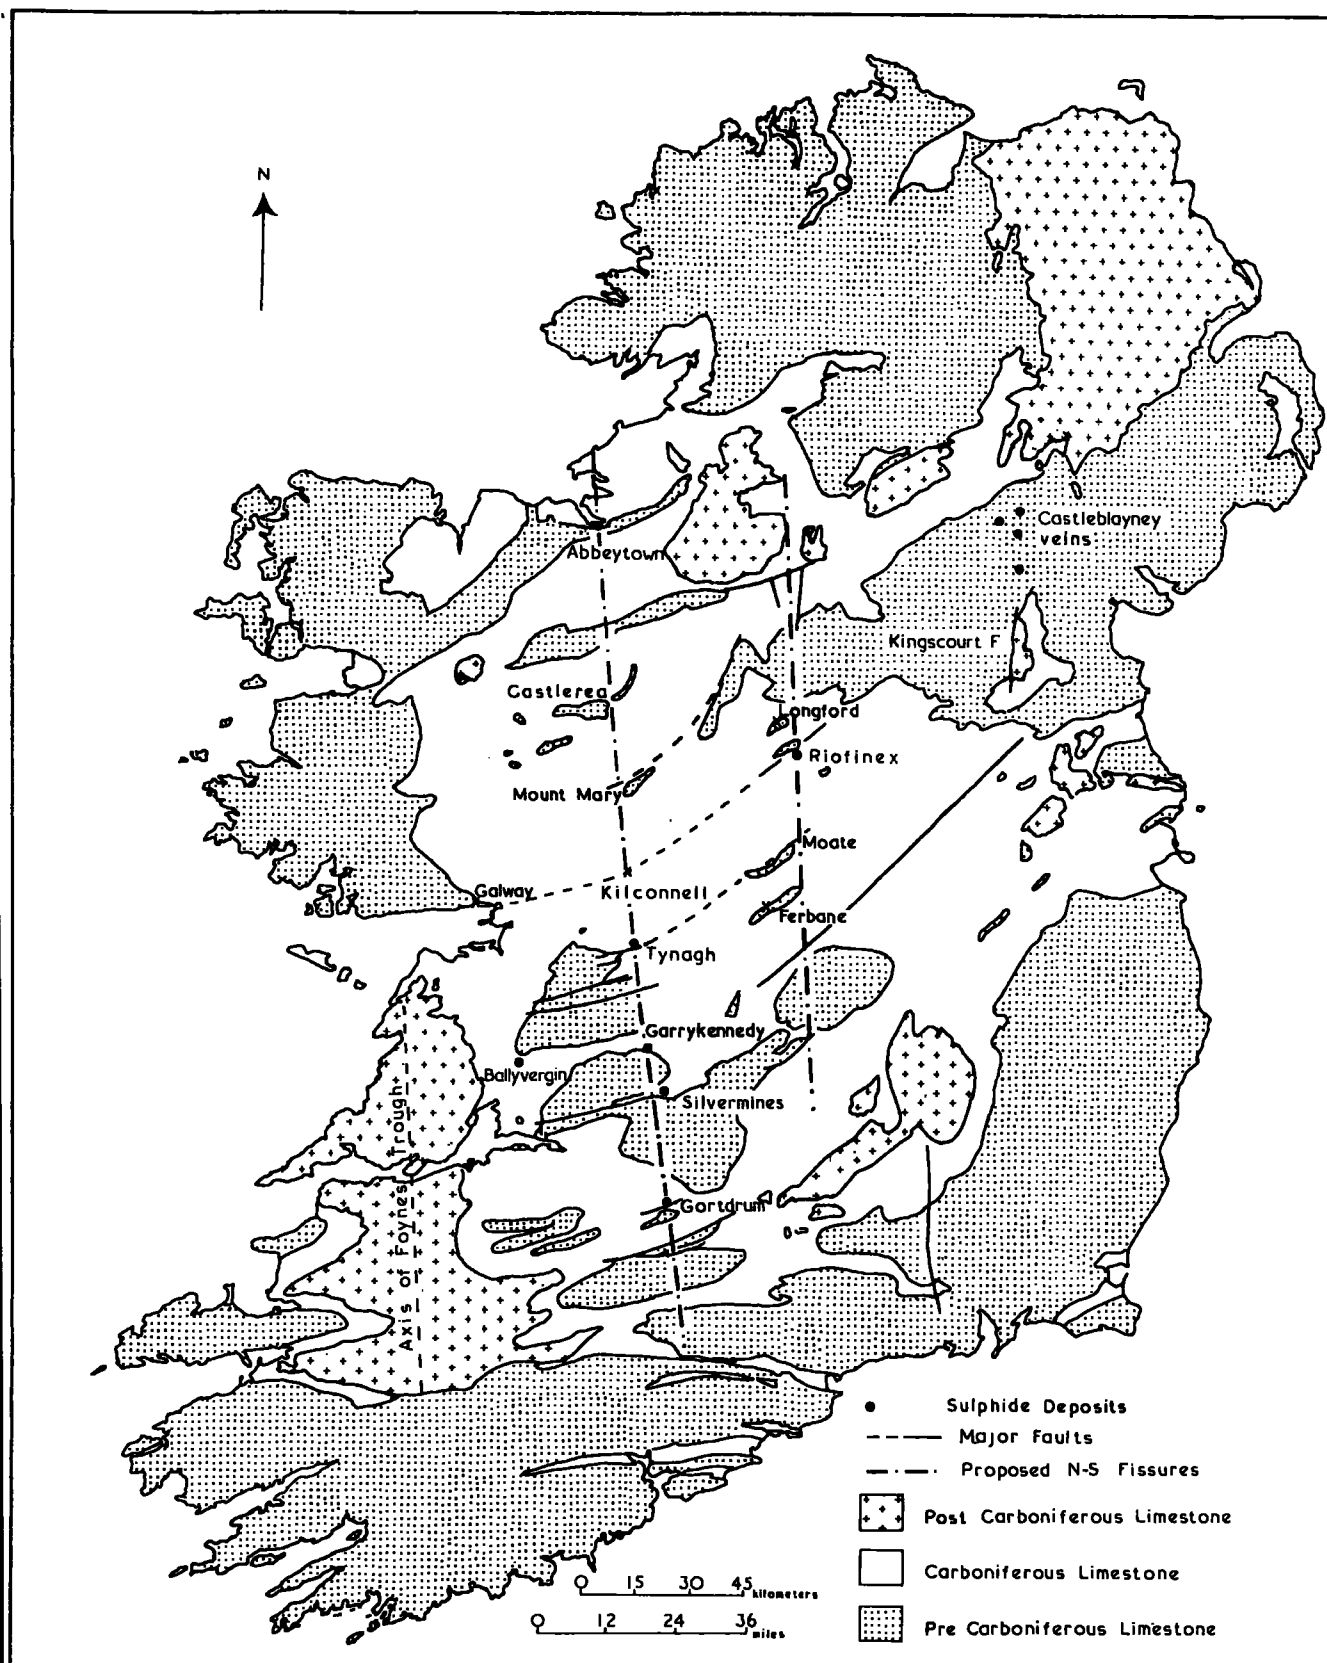 N
Abbeytown
Castleblayney
veins
Kingscourt F
Castlerea
Longford
Riofinex
Mount Mary
Moate
Galway
Kilconnell
Ferbane
Tynagh
Garrykennedy
Ballyvergin
Silvermines
Gortdrum
Axis of Foynes Trough
Sulphide Deposits
Major Faults
Proposed N-S Fissures
Post Carboniferous Limestone
Carboniferous Limestone
Pre Carboniferous Limestone
0 15 30 45 kilometers
0 12 24 36 miles